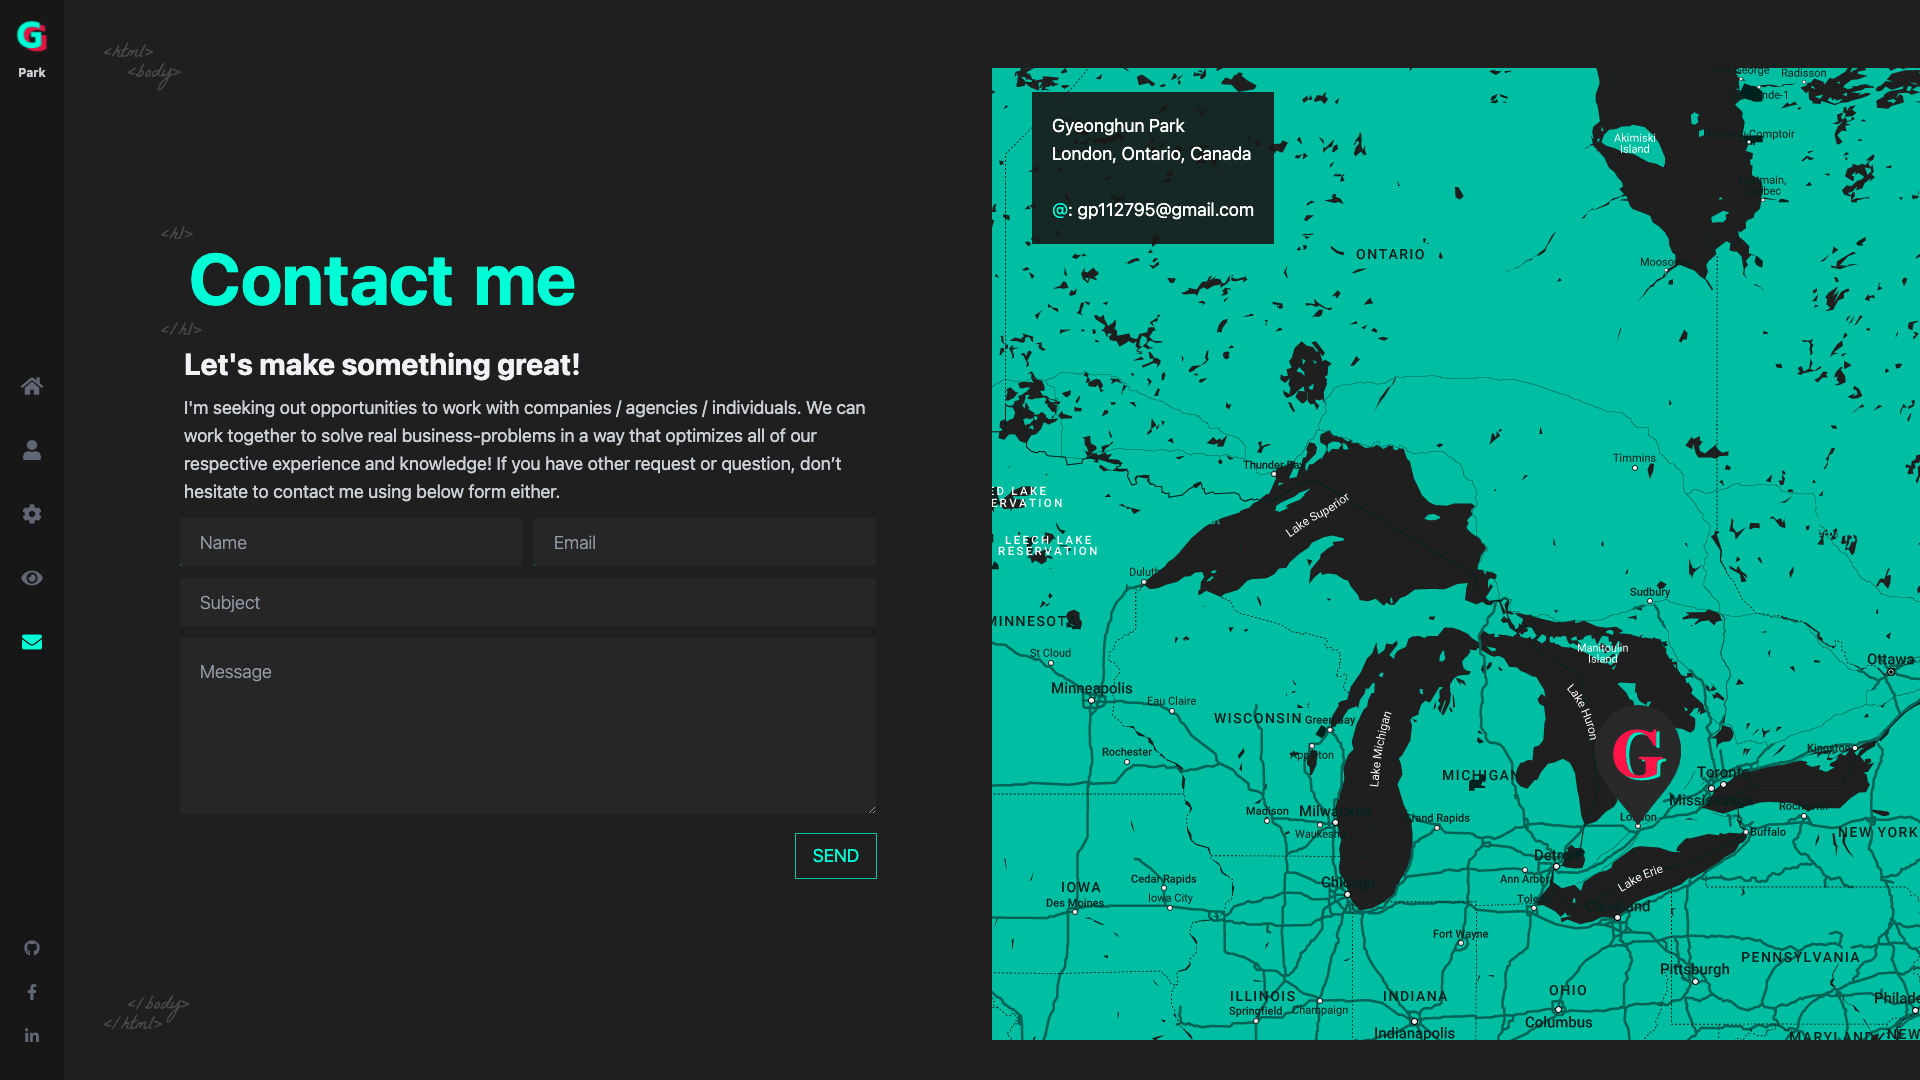 G
Park
<html>
<body>
<h1>
Contact me
</h1>
Let's make something great!
I'm seeking out opportunities to work with companies / agencies / individuals. We can
work together to solve real business-problems in a way that optimizes all of our
respective experience and knowledge! If you have other request or question, don’t
hesitate to contact me using below form either.
Name
Email
Subject
Message
SEND
</body>
</html>
Gyeonghun Park
London, Ontario, Canada
@: gp112795@gmail.com
Radisson
Akimiski
Island
Comptoir
ONTARIO
Timmins
Thunder Bay
Lake Superior
ED LAKE
ERVATION
LEECH LAKE
RESERVATION
Duluth
Sudbury
MINNESOTA
St Cloud
Manitoulin
Island
Ottawa
Minneapolis
Eau Claire
WISCONSIN
Green Bay
Lake Michigan
Lake Huron
G
Rochester
Appleton
Kingston
MICHIGAN
Toronto
Madison
Milwaukee
Grand Rapids
London
Waukesha
Buffalo
NEW YORK
Detroit
Ann Arbor
Lake Erie
Chicago
Cedar Rapids
IOWA
Iowa City
Des Moines
Cleveland
Fort Wayne
PENNSYLVANIA
Pittsburgh
ILLINOIS
INDIANA
OHIO
Springfield
Champaign
Columbus
Indianapolis
Philade
MARYLAND
NEW